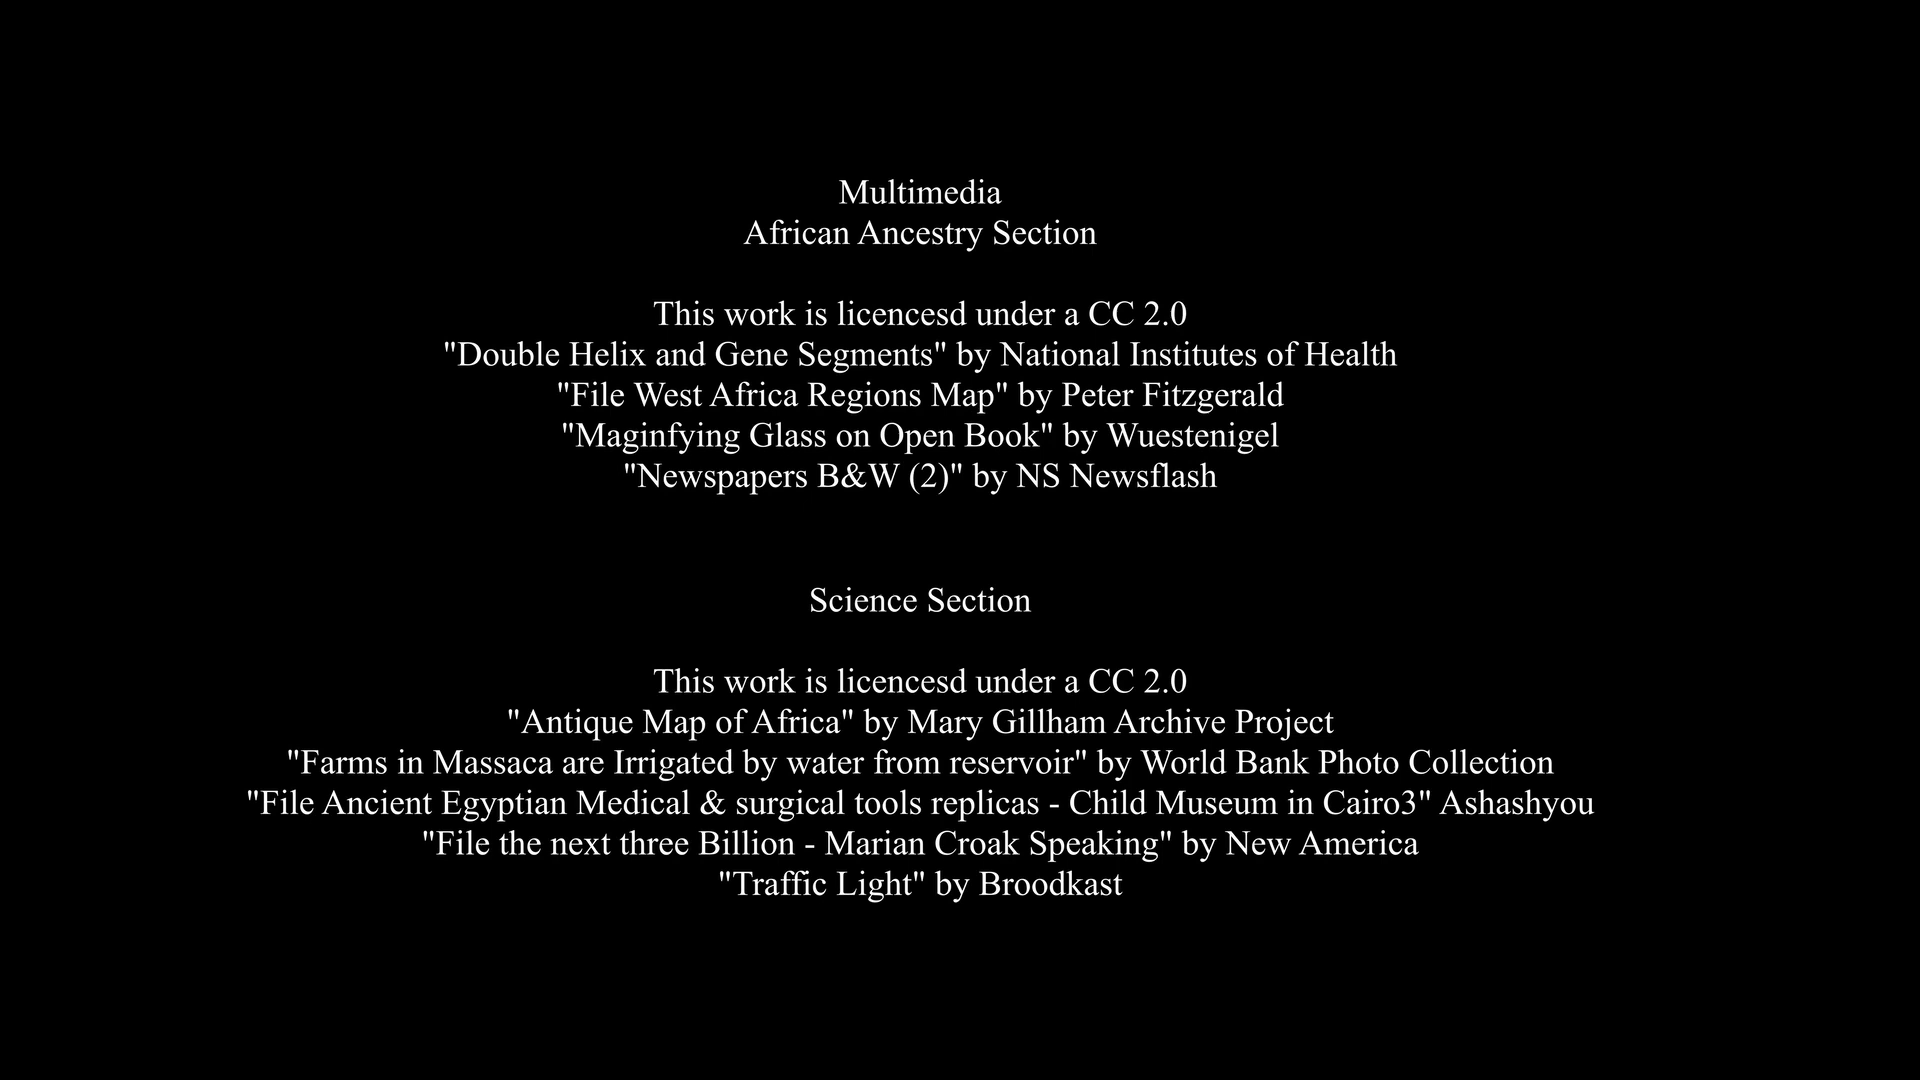 Multimedia
African Ancestry Section
This work is licencesd under a CC 2.0
"Double Helix and Gene Segments" by National Institutes of Health
"File West Africa Regions Map" by Peter Fitzgerald
"Maginfying Glass on Open Book" by Wuestenigel
"Newspapers B&W (2)" by NS Newsflash
Science Section
This work is licencesd under a CC 2.0
"Antique Map of Africa" by Mary Gillham Archive Project
"Farms in Massaca are Irrigated by water from reservoir" by World Bank Photo Collection
"File Ancient Egyptian Medical & surgical tools replicas - Child Museum in Cairo3" Ashashyou
"File the next three Billion - Marian Croak Speaking" by New America
"Traffic Light" by Broodkast